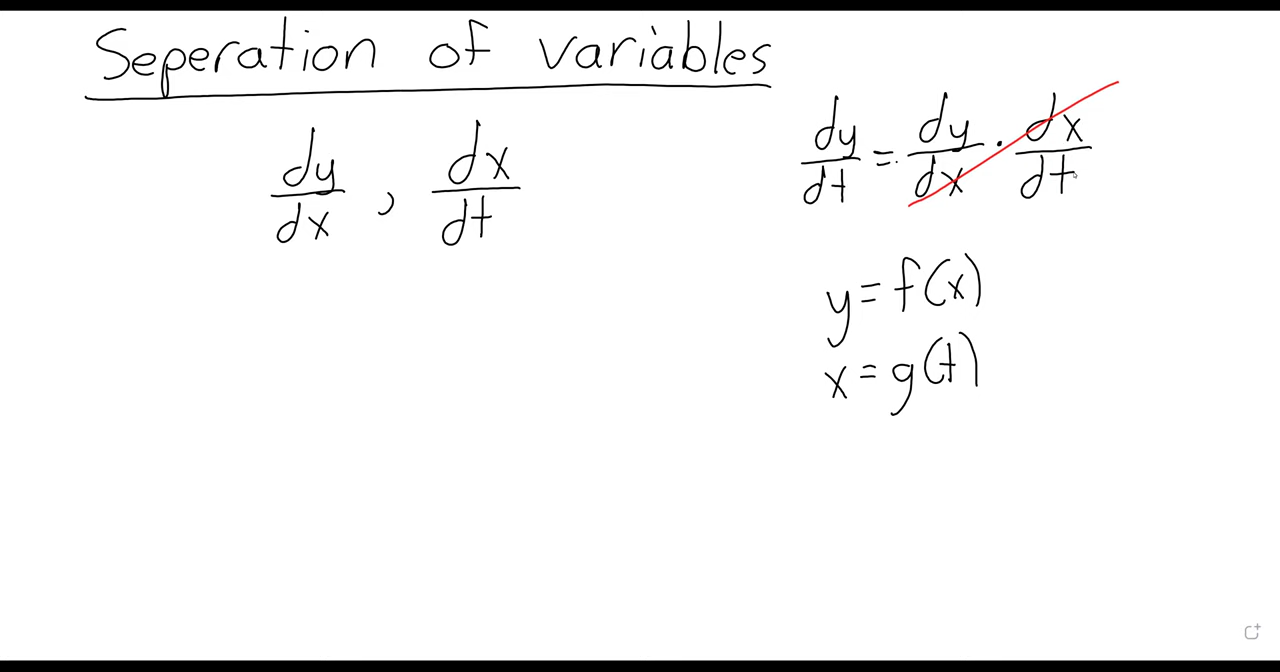 Seperation of variables
dy/dx , dx/dt
dy/dt = dy/dx · dx/dt
y = f(x)
x = g(t)